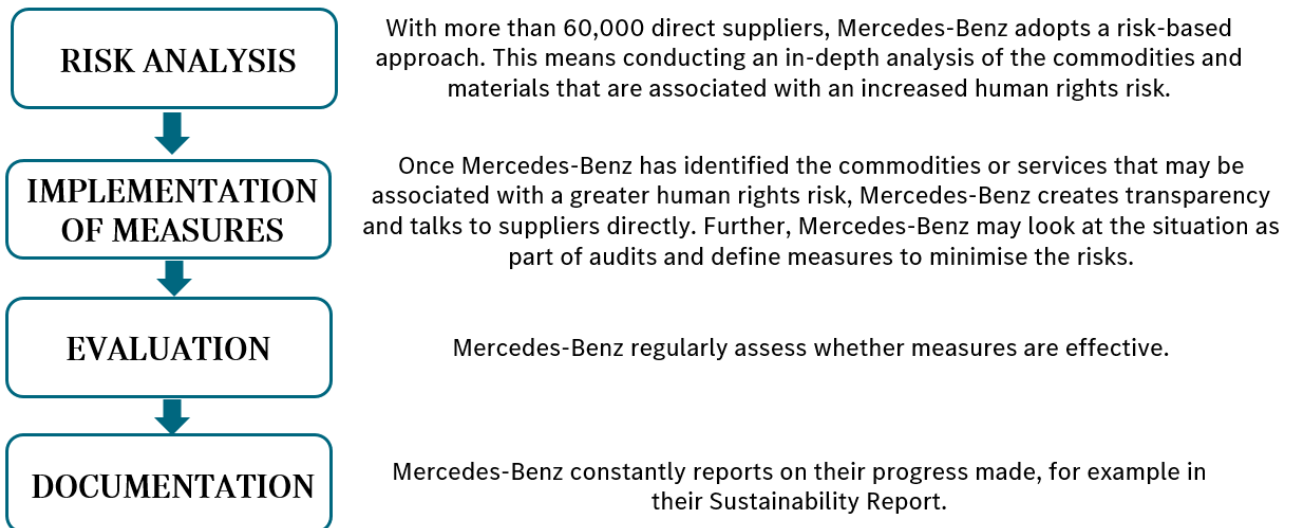 RISK ANALYSIS
With more than 60,000 direct suppliers, Mercedes-Benz adopts a risk-based
approach. This means conducting an in-depth analysis of the commodities and
materials that are associated with an increased human rights risk.
IMPLEMENTATION
OF MEASURES
Once Mercedes-Benz has identified the commodities or services that may be
associated with a greater human rights risk, Mercedes-Benz creates transparency
and talks to suppliers directly. Further, Mercedes-Benz may look at the situation as
part of audits and define measures to minimise the risks.
EVALUATION
Mercedes-Benz regularly assess whether measures are effective.
DOCUMENTATION
Mercedes-Benz constantly reports on their progress made, for example in
their Sustainability Report.